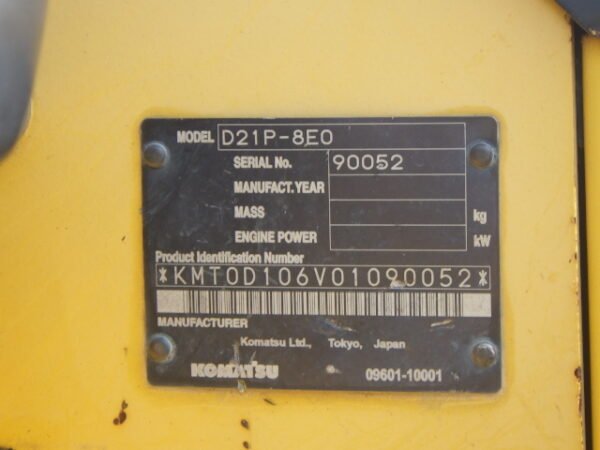 MODEL D21P-8E0
SERIAL No. 90052
MANUFACT. YEAR
MASS kg
ENGINE POWER kW
Product Identification Number
*KMT0D106V01090052*
MANUFACTURER
Komatsu Ltd., Tokyo, Japan
KOMATSU 09601-10001